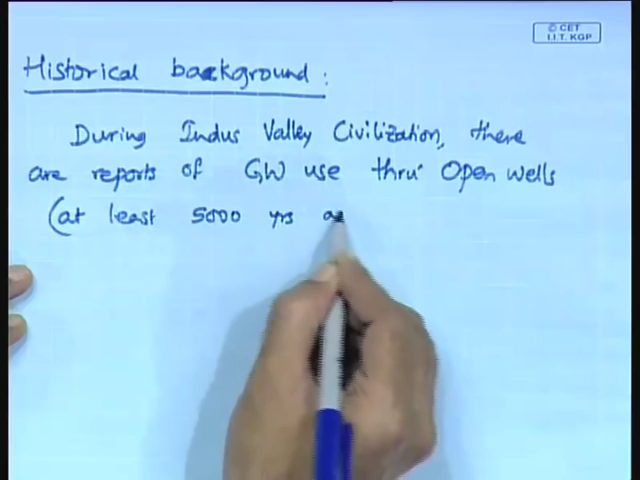 © CET
I.I.T. KGP
Historical background :
During Indus Valley Civilization, there
are reports of GW use thru' Open wells
(at least 5000 yrs